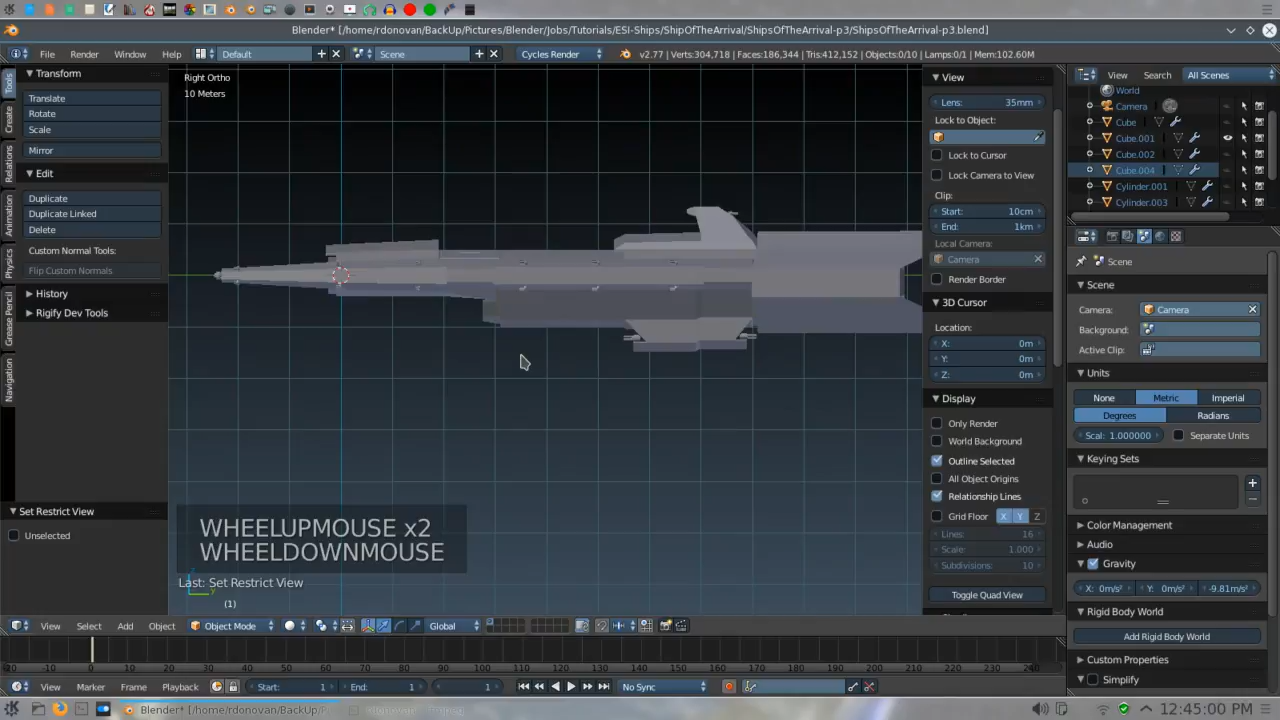 Blender* [/home/rdonovan/BackUp/Pictures/Blender/Jobs/Tutorials/ESI-Ships/ShipOfTheArrival/ShipsOfTheArrival-p3/ShipsOfTheArrival-p3.blend]
File Render Window Help Default Scene Cycles Render v2.77 | Verts:304,718 | Faces:186,344 | Tris:412,152 | Objects:0/10 | Lamps:0/1 | Mem:102.60M
Tools
Create
Relations
Animation
Physics
Grease Pencil
Navigation
Transform
Translate
Rotate
Scale
Mirror
Edit
Duplicate
Duplicate Linked
Delete
Custom Normal Tools:
Flip Custom Normals
History
Rigify Dev Tools
Set Restrict View
Unselected
Right Ortho
10 Meters
WHEELUPMOUSE x2
WHEELDOWNMOUSE
Last: Set Restrict View
(1)
View
Lens: 35mm
Lock to Object:
Lock to Cursor
Lock Camera to View
Clip:
Start: 10cm
End: 1km
Local Camera:
Camera
Render Border
3D Cursor
Location:
X: 0m
Y: 0m
Z: 0m
Display
Only Render
World Background
Outline Selected
All Object Origins
Relationship Lines
Grid Floor X Y Z
Lines: 16
Scale: 1.000
Subdivisions: 10
Toggle Quad View
View Search All Scenes
World
Camera
Cube
Cube.001
Cube.002
Cube.004
Cylinder.001
Cylinder.003
Scene
Scene
Camera: Camera
Background:
Active Clip:
Units
None Metric Imperial
Degrees Radians
Scal: 1.000000 Separate Units
Keying Sets
Color Management
Audio
Gravity
X: 0m/s² Y: 0m/s² -9.81m/s²
Rigid Body World
Add Rigid Body World
Custom Properties
Simplify
View Select Add Object Object Mode Global
-20 -10 0 10 20 30 40 50 60 70 80 90 100 110 120 130 140 150 160 170 180 190 200 210 220 230 240
View Marker Frame Playback Start: 1 End: 1 1 No Sync
Blender* [/home/rdonovan/BackUp/P
12:45:00 PM